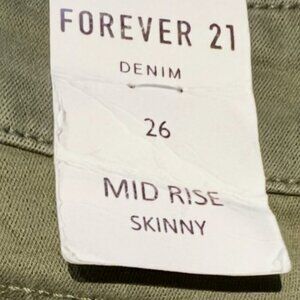 FOREVER 21
DENIM
26
MID RISE
SKINNY